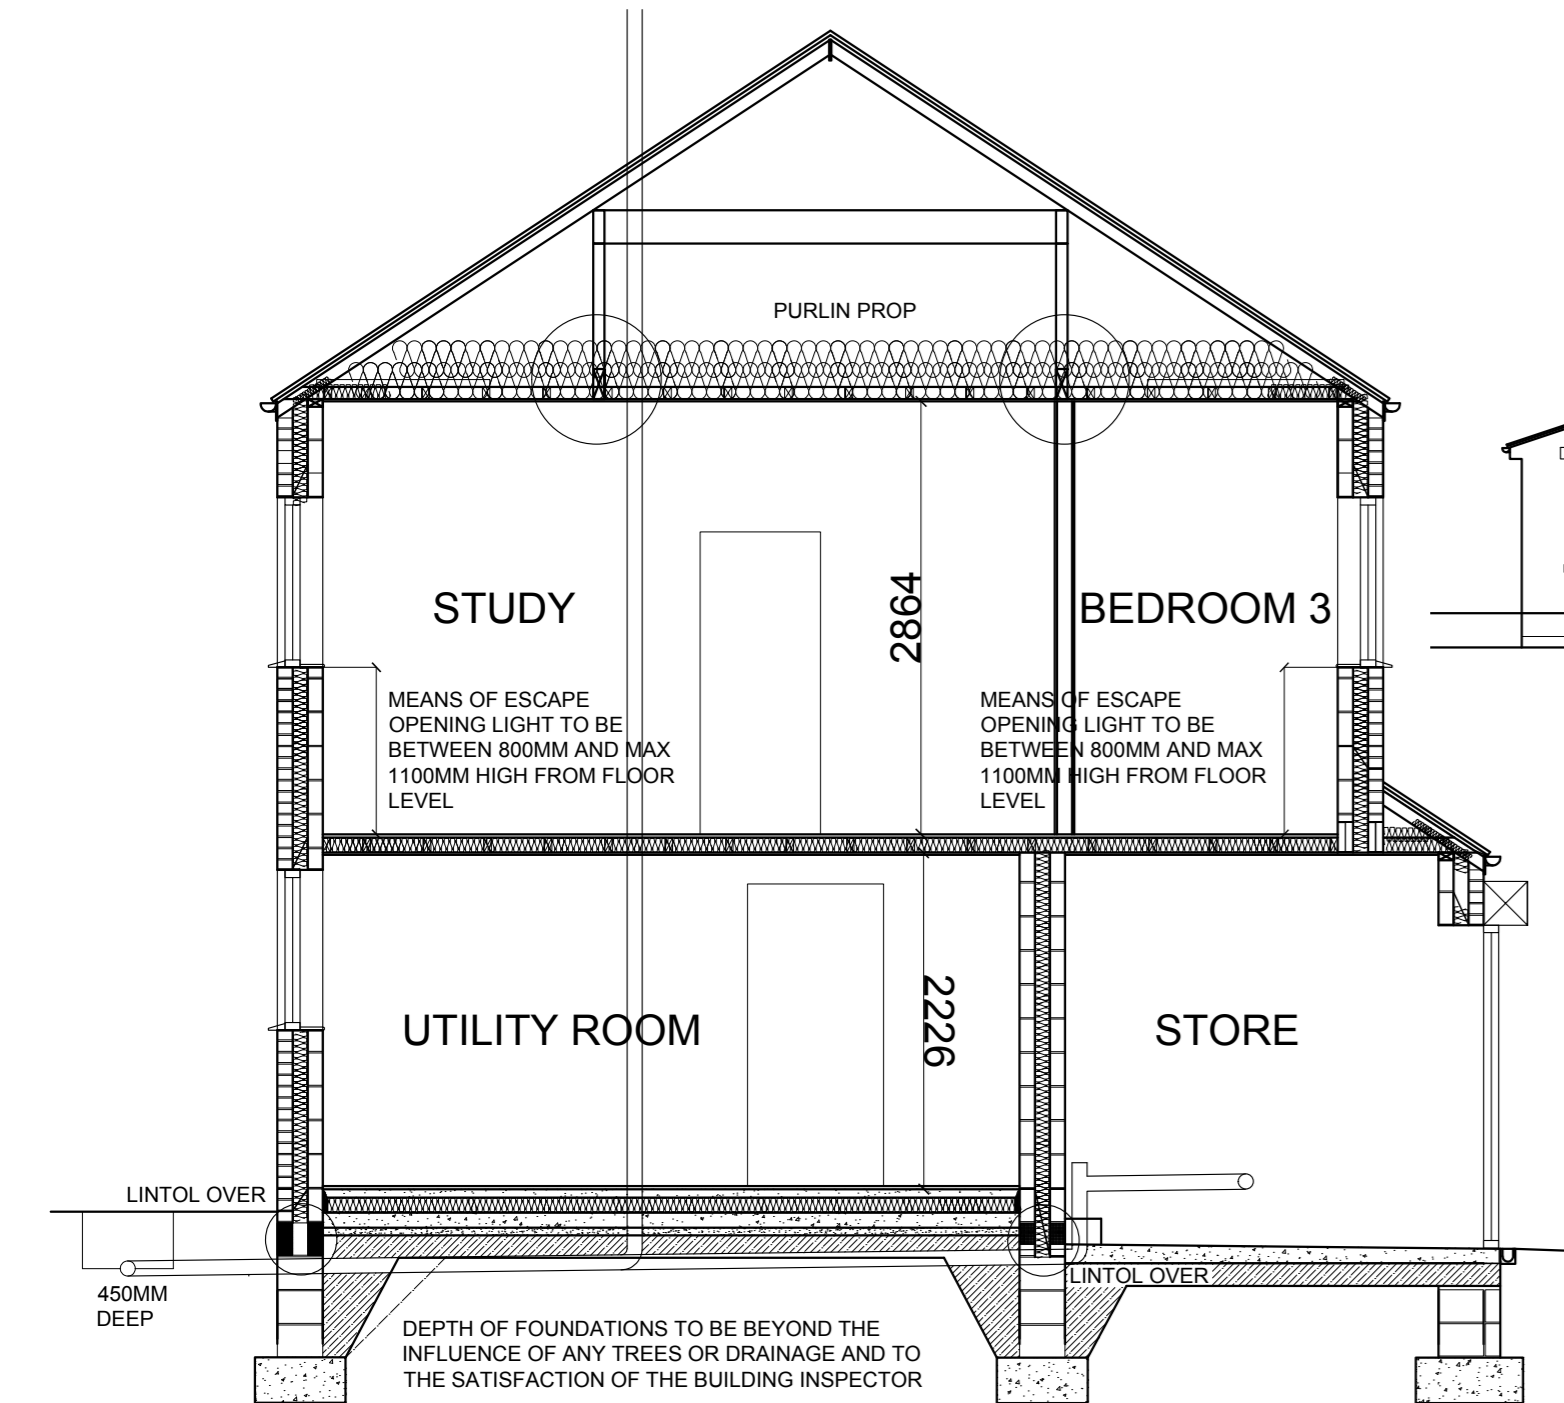 PURLIN PROP
STUDY
2864
BEDROOM 3
MEANS OF ESCAPE
OPENING LIGHT TO BE
BETWEEN 800MM AND MAX
1100MM HIGH FROM FLOOR
LEVEL
MEANS OF ESCAPE
OPENING LIGHT TO BE
BETWEEN 800MM AND MAX
1100MM HIGH FROM FLOOR
LEVEL
UTILITY ROOM
2226
STORE
LINTOL OVER
450MM
DEEP
LINTOL OVER
DEPTH OF FOUNDATIONS TO BE BEYOND THE
INFLUENCE OF ANY TREES OR DRAINAGE AND TO
THE SATISFACTION OF THE BUILDING INSPECTOR